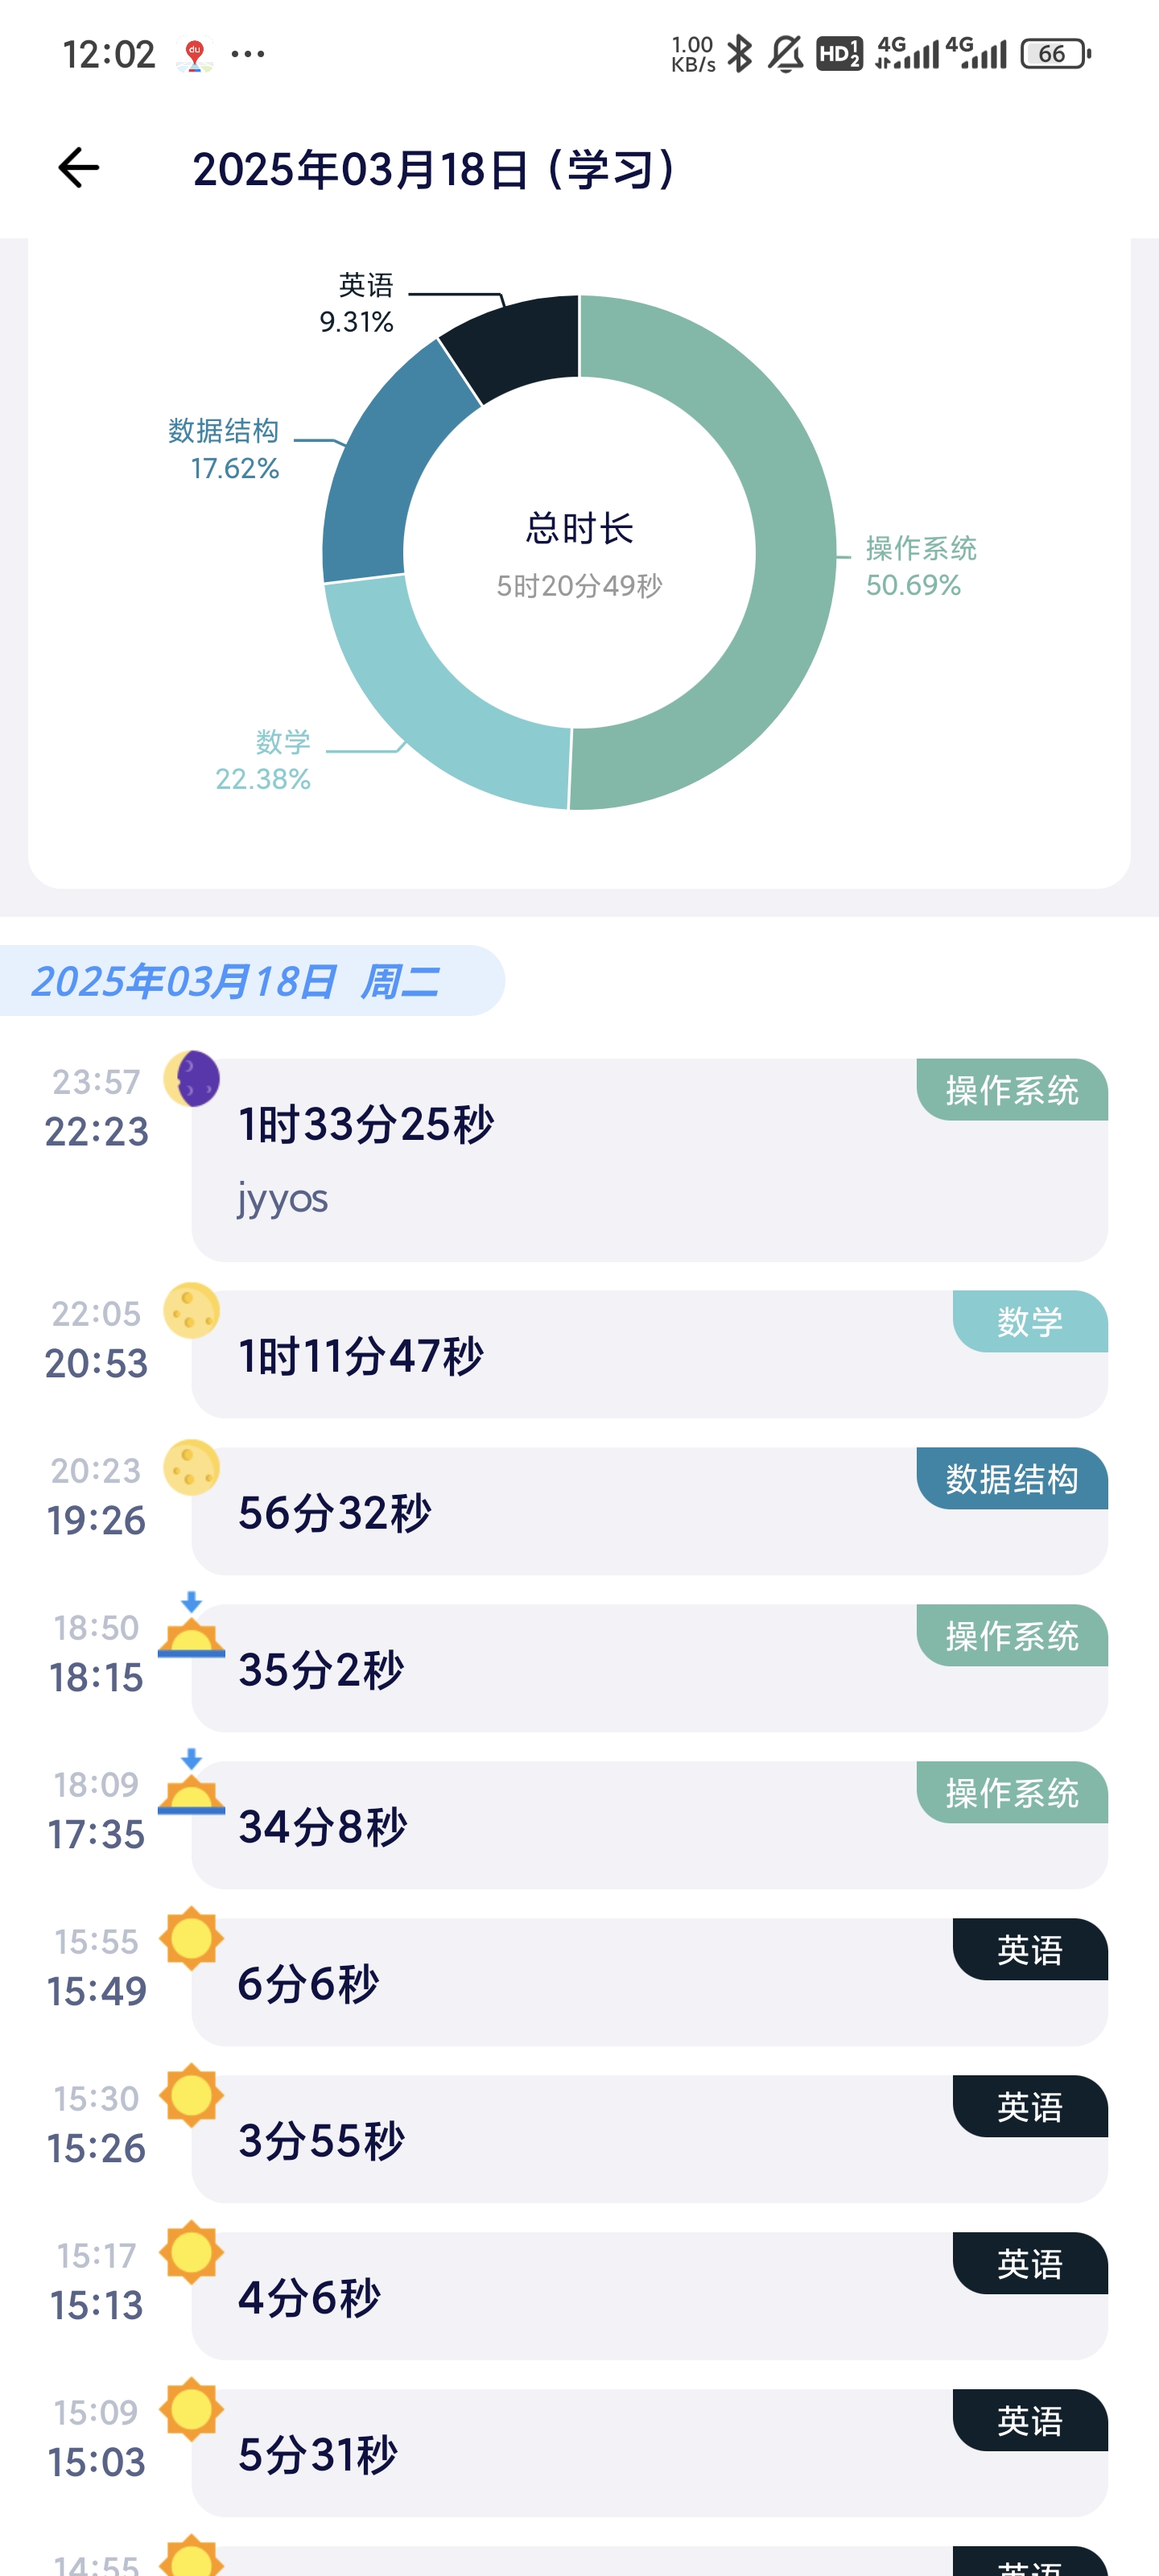 12:02
du
...
1.00
KB/s
HD 1 2
4G
4G
66
2025年03月18日（学习）
英语
9.31%
数据结构
17.62%
总时长
5时20分49秒
操作系统
50.69%
数学
22.38%
2025年03月18日 周二
23:57
22:23
操作系统
1时33分25秒
jyyos
22:05
20:53
数学
1时11分47秒
20:23
19:26
数据结构
56分32秒
18:50
18:15
操作系统
35分2秒
18:09
17:35
操作系统
34分8秒
15:55
15:49
英语
6分6秒
15:30
15:26
英语
3分55秒
15:17
15:13
英语
4分6秒
15:09
15:03
英语
5分31秒
14:55
英语